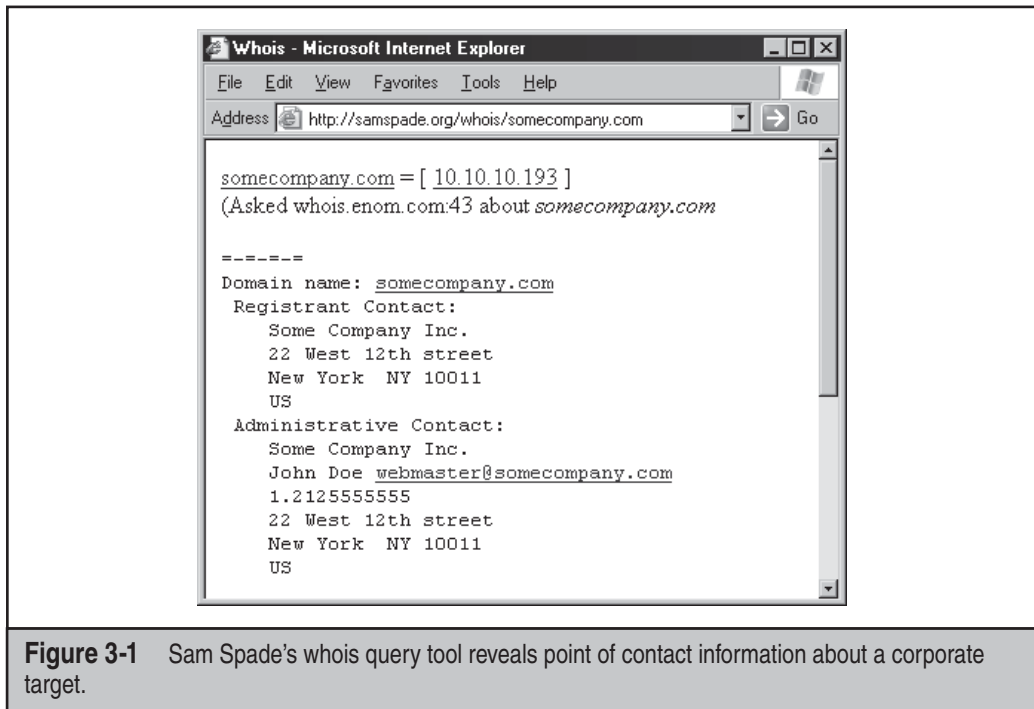 Whois - Microsoft Internet Explorer
File Edit View Favorites Tools Help
Address http://samspade.org/whois/somecompany.com Go
somecompany.com = [ 10.10.10.193 ]
(Asked whois.enom.com:43 about somecompany.com
=-=-=-=
Domain name: somecompany.com
Registrant Contact:
Some Company Inc.
22 West 12th street
New York NY 10011
US
Administrative Contact:
Some Company Inc.
John Doe webmaster@somecompany.com
1.2125555555
22 West 12th street
New York NY 10011
US
Figure 3-1 Sam Spade's whois query tool reveals point of contact information about a corporate
target.